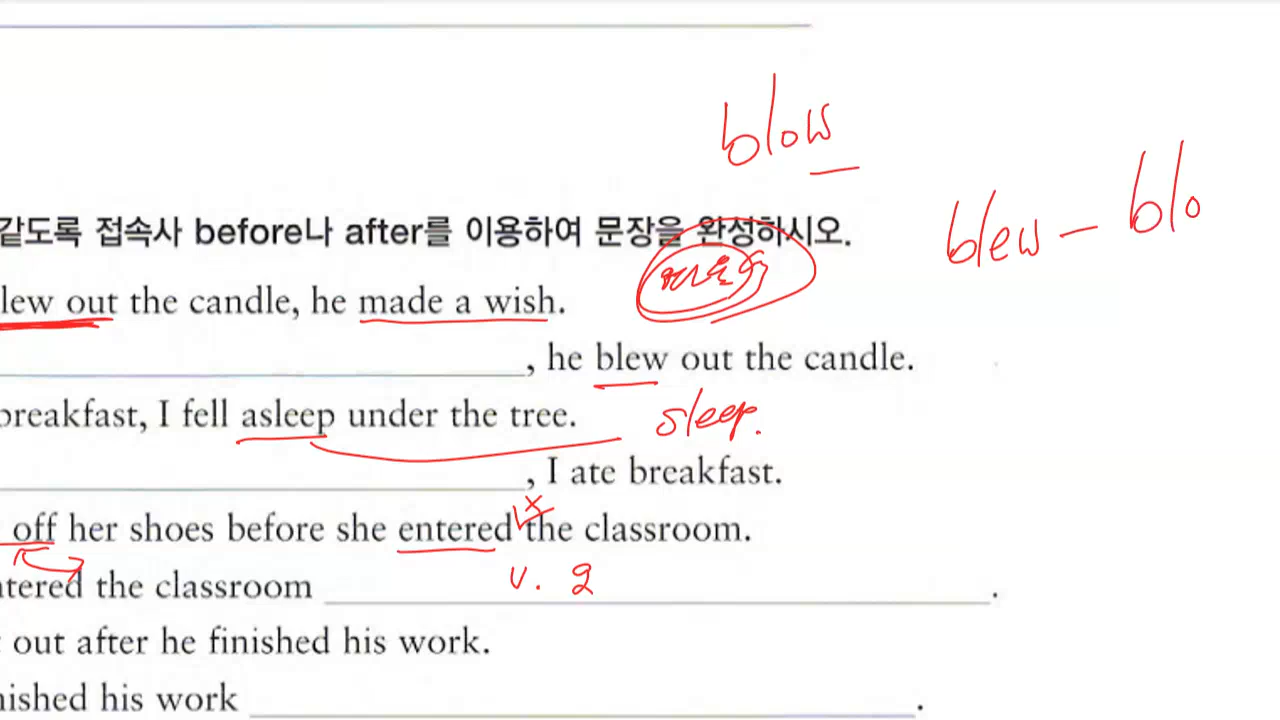 blow
blew – blo
같도록 접속사 before나 after를 이용하여 문장을 완성하시오.
lew out the candle, he made a wish.
, he blew out the candle.
breakfast, I fell asleep under the tree.
sleep.
, I ate breakfast.
off her shoes before she entered the classroom.
v. 2
ntered the classroom .
out after he finished his work.
nished his work .